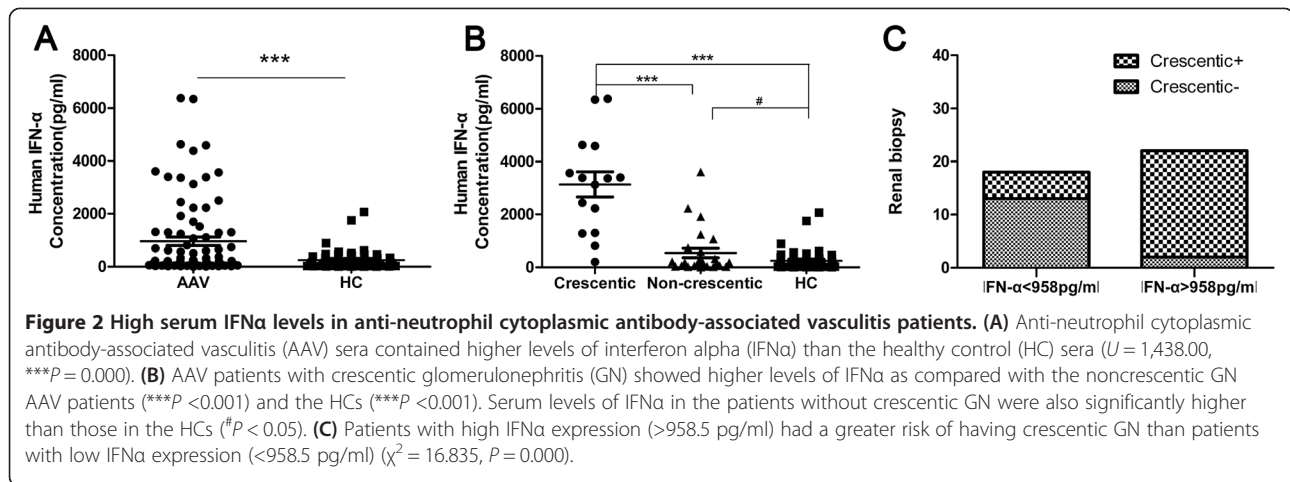 A
8000
6000
4000
2000
0
Human IFN-α
Concentration(pg/ml)
***
AAV
HC
B
8000
6000
4000
2000
0
Human IFN-α
Concentration(pg/ml)
***
***
#
Crescentic
Non-crescentic
HC
C
40
30
20
10
0
Renal biopsy
Crescentic+
Crescentic-
IFN-α<958pg/ml
IFN-α>958pg/ml
Figure 2 High serum IFNα levels in anti-neutrophil cytoplasmic antibody-associated vasculitis patients. (A) Anti-neutrophil cytoplasmic
antibody-associated vasculitis (AAV) sera contained higher levels of interferon alpha (IFNα) than the healthy control (HC) sera (U = 1,438.00,
***P = 0.000). (B) AAV patients with crescentic glomerulonephritis (GN) showed higher levels of IFNα as compared with the noncrescentic GN
AAV patients (***P <0.001) and the HCs (***P <0.001). Serum levels of IFNα in the patients without crescentic GN were also significantly higher
than those in the HCs (#P < 0.05). (C) Patients with high IFNα expression (>958.5 pg/ml) had a greater risk of having crescentic GN than patients
with low IFNα expression (<958.5 pg/ml) (χ² = 16.835, P = 0.000).